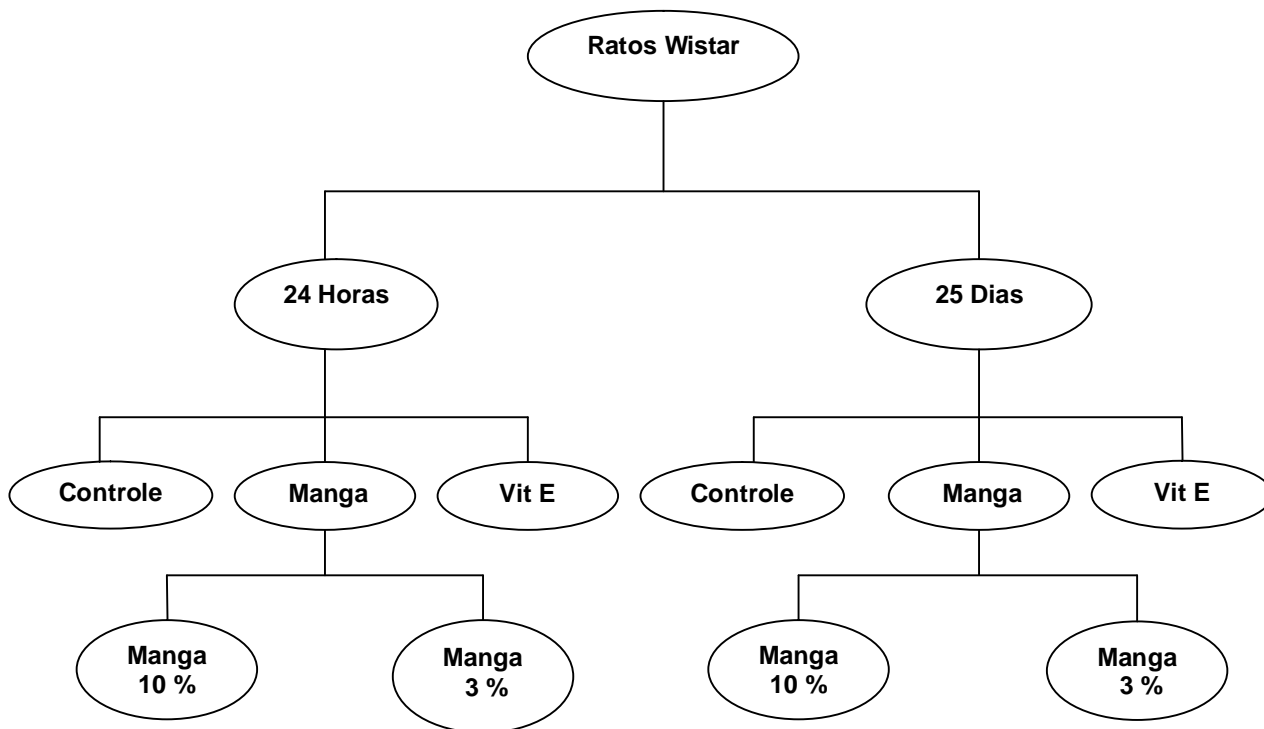 Ratos Wistar
24 Horas
25 Dias
Controle
Manga
Vit E
Controle
Manga
Vit E
Manga
10 %
Manga
3 %
Manga
10 %
Manga
3 %